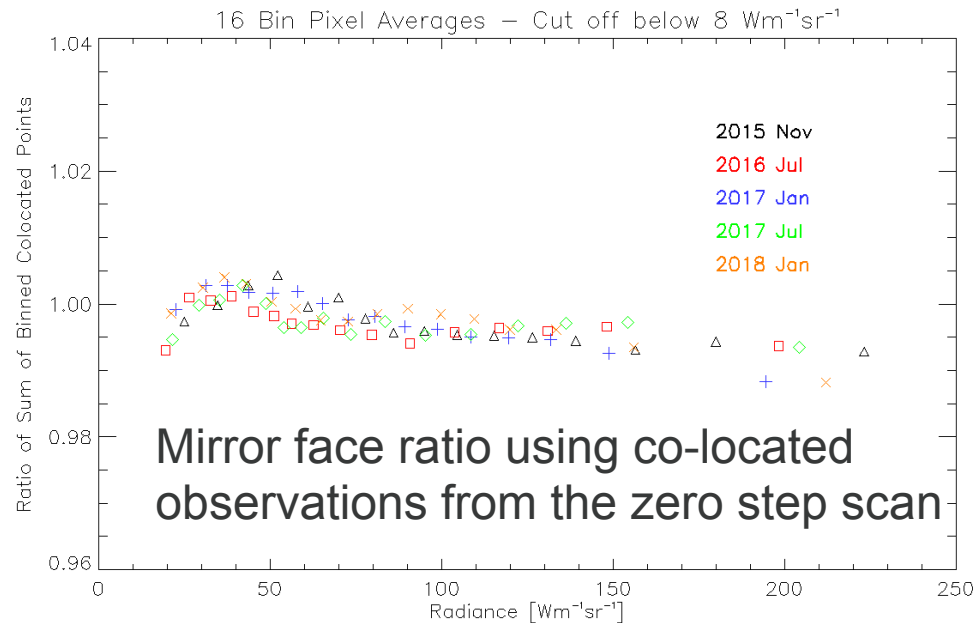 16 Bin Pixel Averages – Cut off below 8 Wm⁻¹sr⁻¹
Ratio of Sum of Binned Colocated Points
1.04
1.02
1.00
0.98
0.96
2015 Nov
2016 Jul
2017 Jan
2017 Jul
2018 Jan
Mirror face ratio using co-located
observations from the zero step scan
0 50 100 150 200 250
Radiance [Wm⁻¹sr⁻¹]